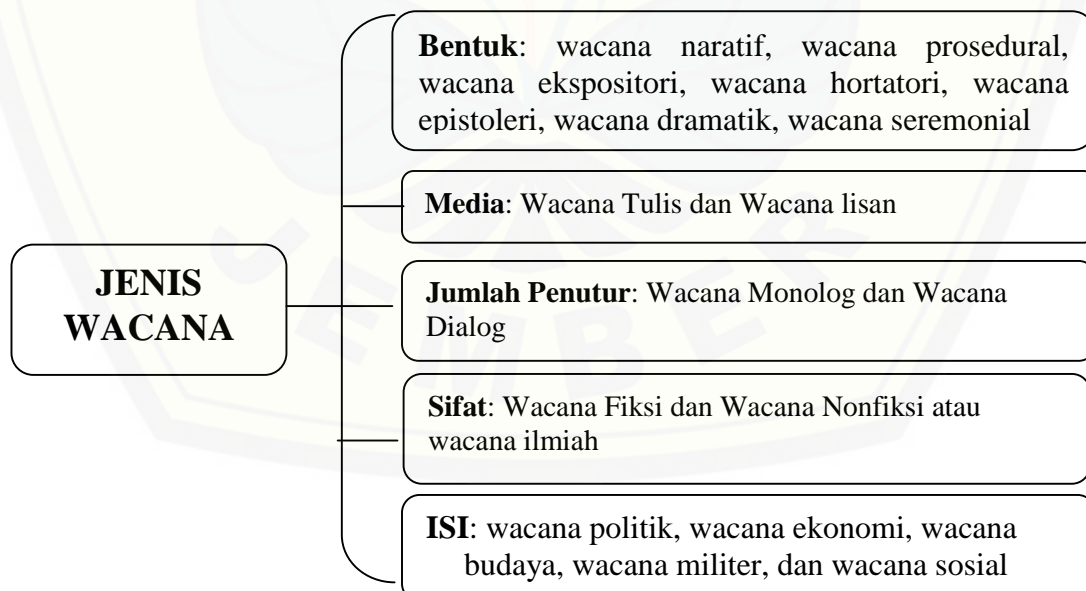 Bentuk: wacana naratif, wacana prosedural,
wacana ekspositori, wacana hortatori, wacana
epistoleri, wacana dramatik, wacana seremonial
Media: Wacana Tulis dan Wacana lisan
JENIS
WACANA
Jumlah Penutur: Wacana Monolog dan Wacana
Dialog
Sifat: Wacana Fiksi dan Wacana Nonfiksi atau
wacana ilmiah
ISI: wacana politik, wacana ekonomi, wacana
budaya, wacana militer, dan wacana sosial
JEMBER